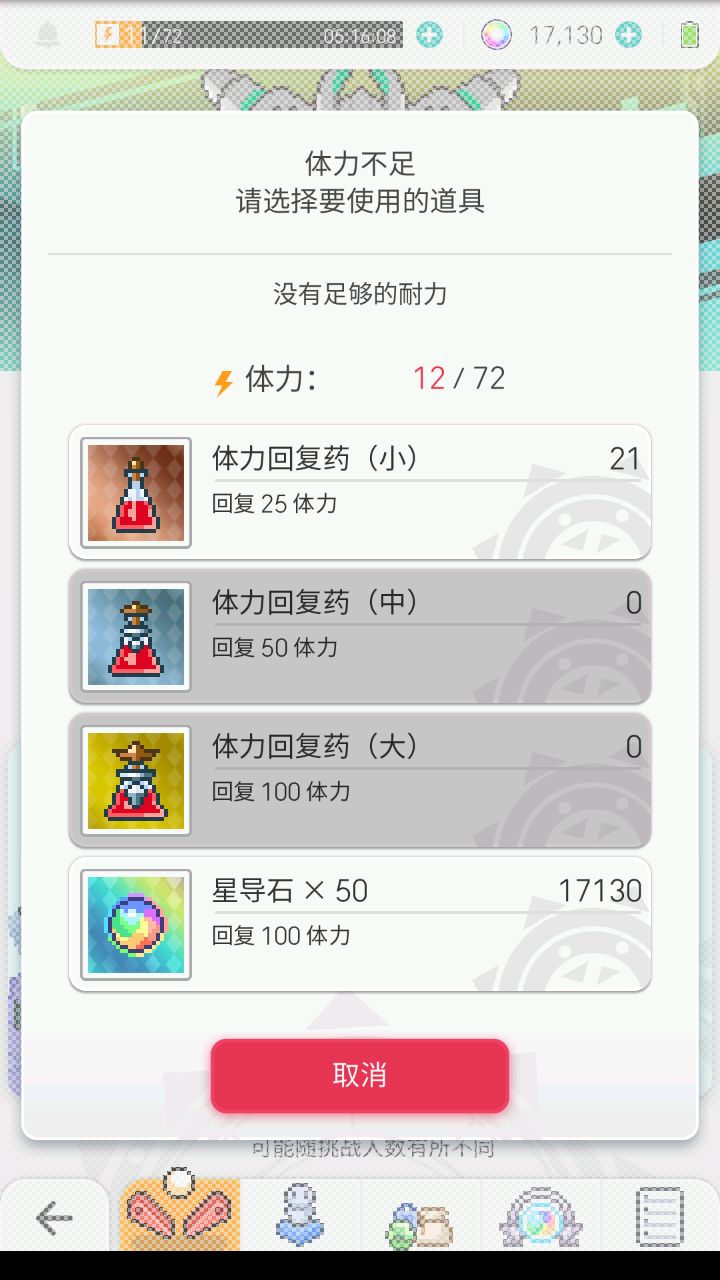 12/72
05:16:08
17,130
体力不足
请选择要使用的道具
没有足够的耐力
体力：
12 / 72
体力回复药（小）
21
回复 25 体力
体力回复药（中）
0
回复 50 体力
体力回复药（大）
0
回复 100 体力
星导石 × 50
17130
回复 100 体力
取消
可能随挑战人数有所不同